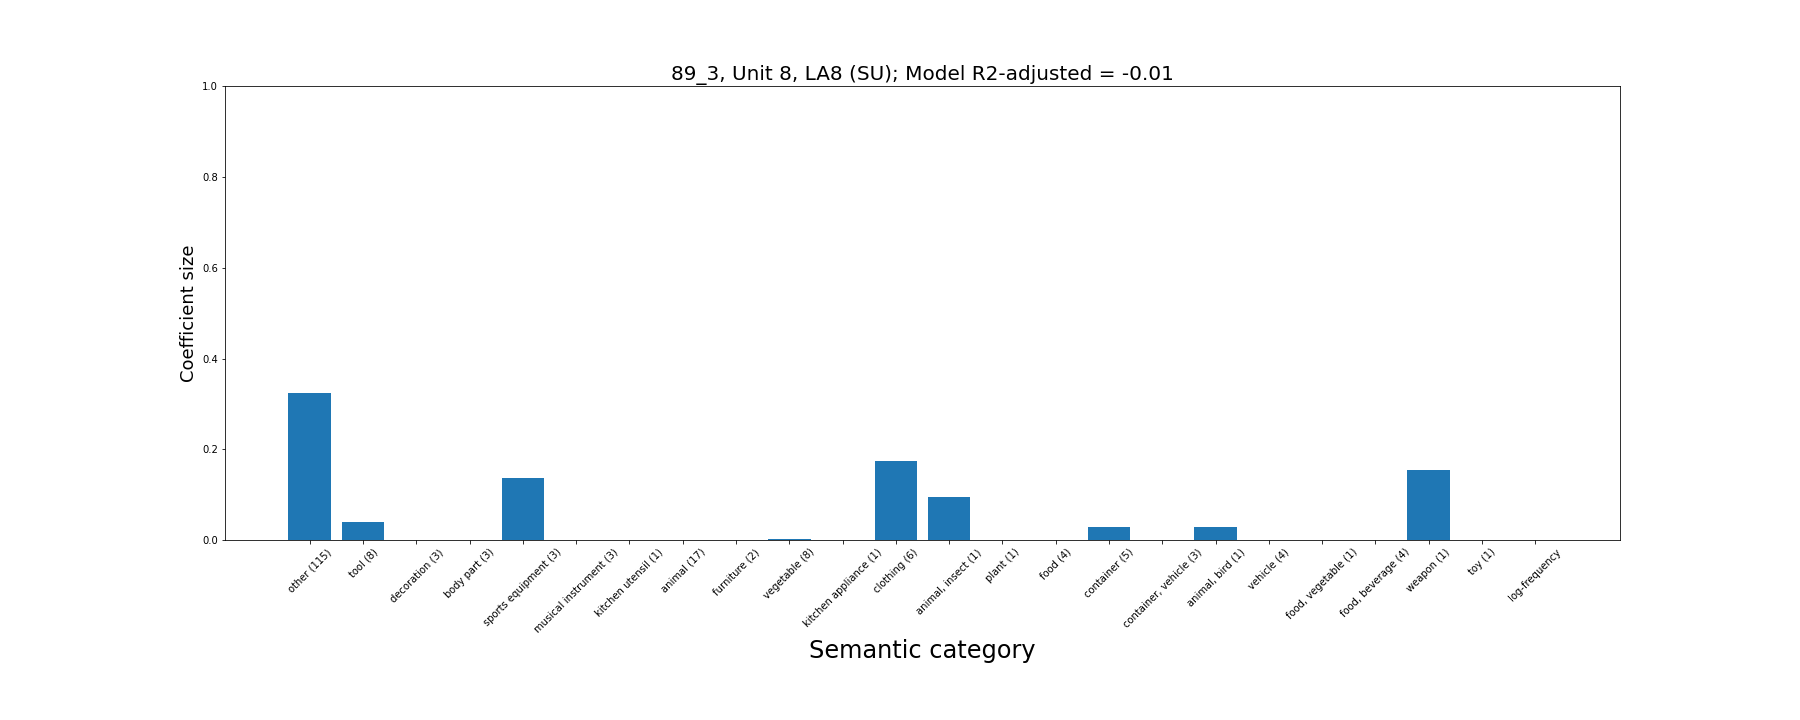 89_3, Unit 8, LA8 (SU); Model R2-adjusted = -0.01
1.0
0.8
0.6
0.4
0.2
0.0
Coefficient size
other (115)
tool (8)
decoration (3)
body part (3)
sports equipment (3)
musical instrument (3)
kitchen utensil (1)
animal (17)
furniture (2)
vegetable (8)
kitchen appliance (1)
clothing (6)
animal, insect (1)
plant (1)
food (4)
container (5)
container, vehicle (3)
animal, bird (1)
vehicle (4)
food, vegetable (1)
food, beverage (4)
weapon (1)
toy (1)
log-frequency
Semantic category